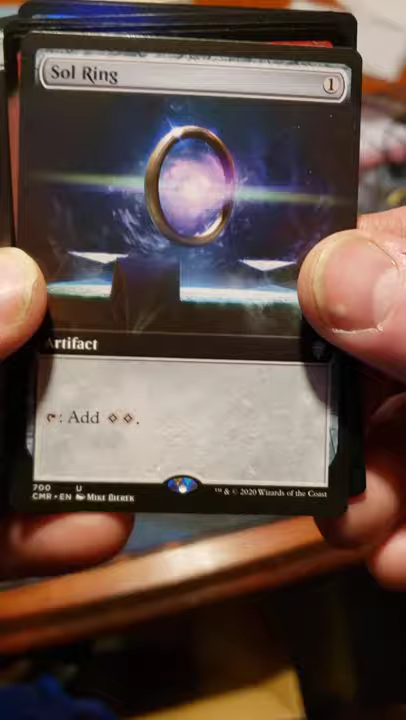 Sol Ring 1
Artifact
: Add .
700 U
CMR • EN Mike Bierek
™ & © 2020 Wizards of the Coast